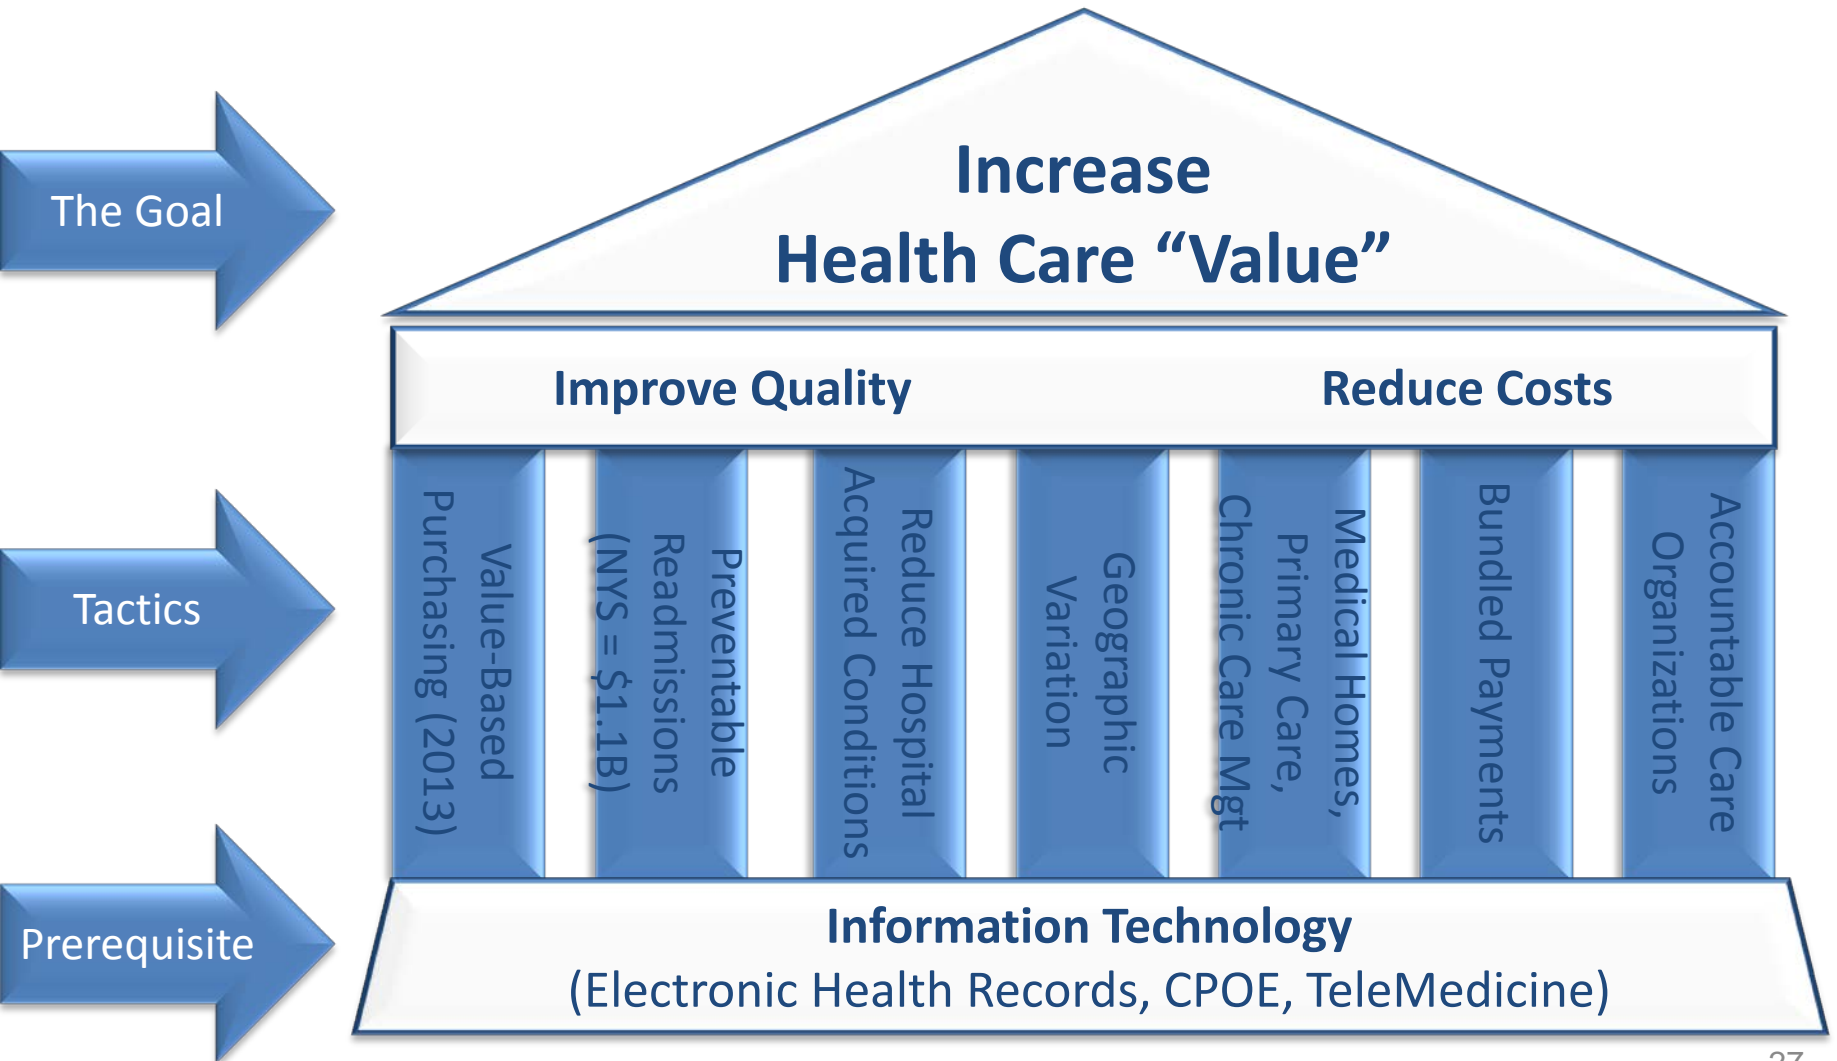 The Goal
Increase
Health Care “Value”
Improve Quality
Reduce Costs
Tactics
Value-Based
Purchasing (2013)
Preventable
Readmissions
(NYS = $1.1B)
Reduce Hospital
Acquired Conditions
Geographic
Variation
Medical Homes,
Primary Care,
Chronic Care Mgt
Bundled Payments
Accountable Care
Organizations
Prerequisite
Information Technology
(Electronic Health Records, CPOE, TeleMedicine)
27